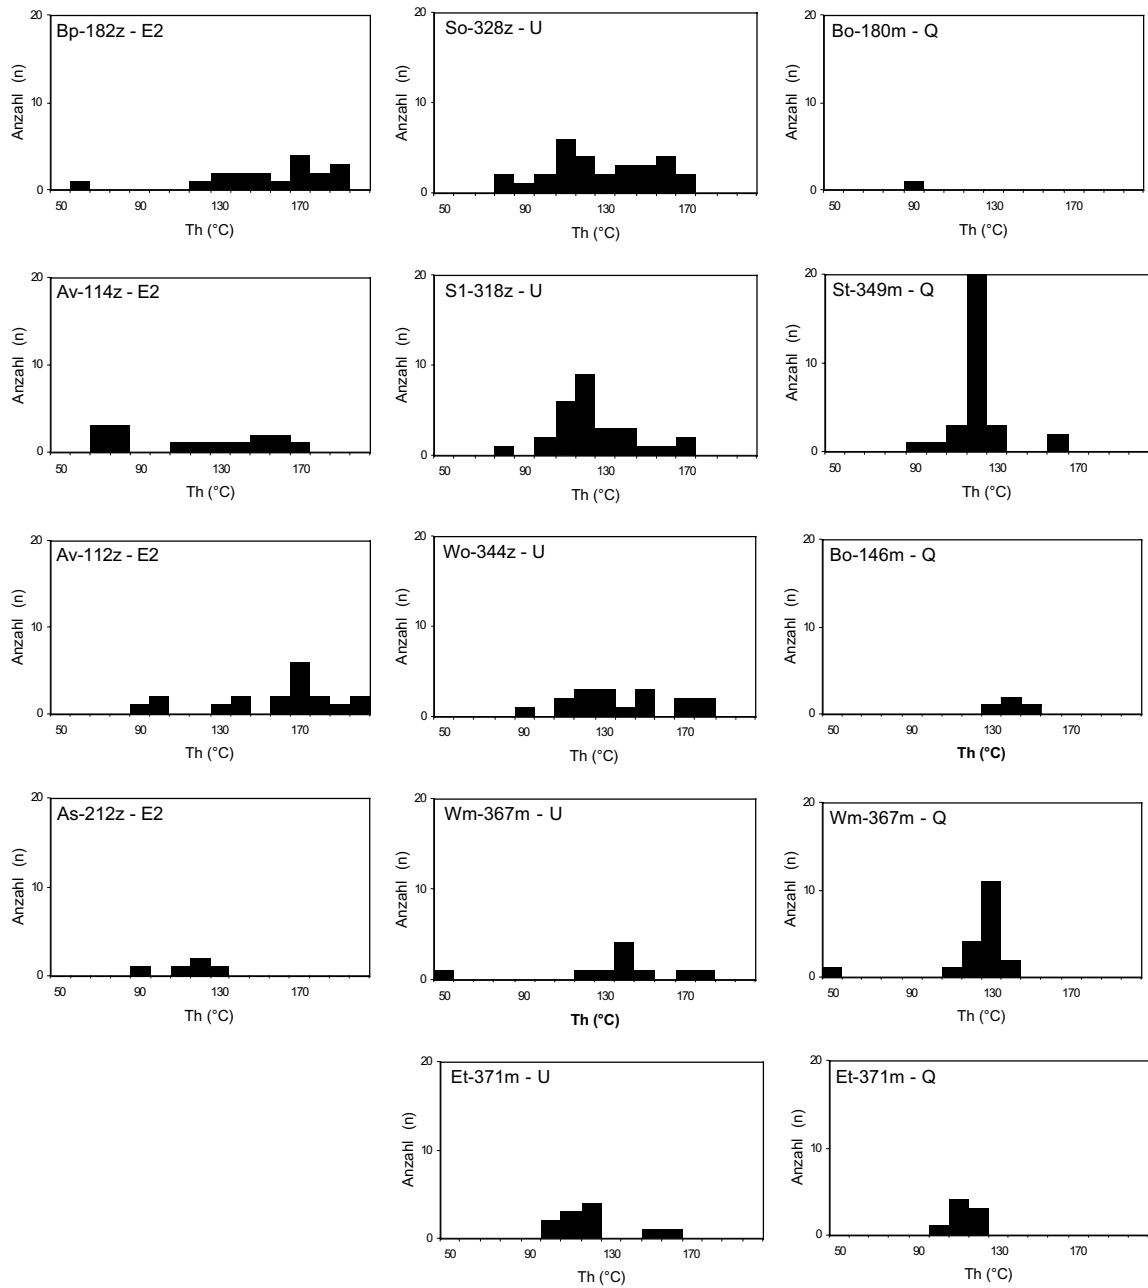 Bp-182z - E2
20
10
0
Anzahl (n)
50 90 130 170
Th (°C)
So-328z - U
20
10
0
Anzahl (n)
50 90 130 170
Th (°C)
Bo-180m - Q
20
10
0
Anzahl (n)
50 90 130 170
Th (°C)
Av-114z - E2
20
10
0
Anzahl (n)
50 90 130 170
Th (°C)
S1-318z - U
20
10
0
Anzahl (n)
50 90 130 170
Th (°C)
St-349m - Q
20
10
0
Anzahl (n)
50 90 130 170
Th (°C)
Av-112z - E2
20
10
0
Anzahl (n)
50 90 130 170
Th (°C)
Wo-344z - U
20
10
0
Anzahl (n)
50 90 130 170
Th (°C)
Bo-146m - Q
20
10
0
Anzahl (n)
50 90 130 170
Th (°C)
As-212z - E2
20
10
0
Anzahl (n)
50 90 130 170
Th (°C)
Wm-367m - U
20
10
0
Anzahl (n)
50 90 130 170
Th (°C)
Wm-367m - Q
20
10
0
Anzahl (n)
50 90 130 170
Th (°C)
Et-371m - U
20
10
0
Anzahl (n)
50 90 130 170
Th (°C)
Et-371m - Q
20
10
0
Anzahl (n)
50 90 130 170
Th (°C)